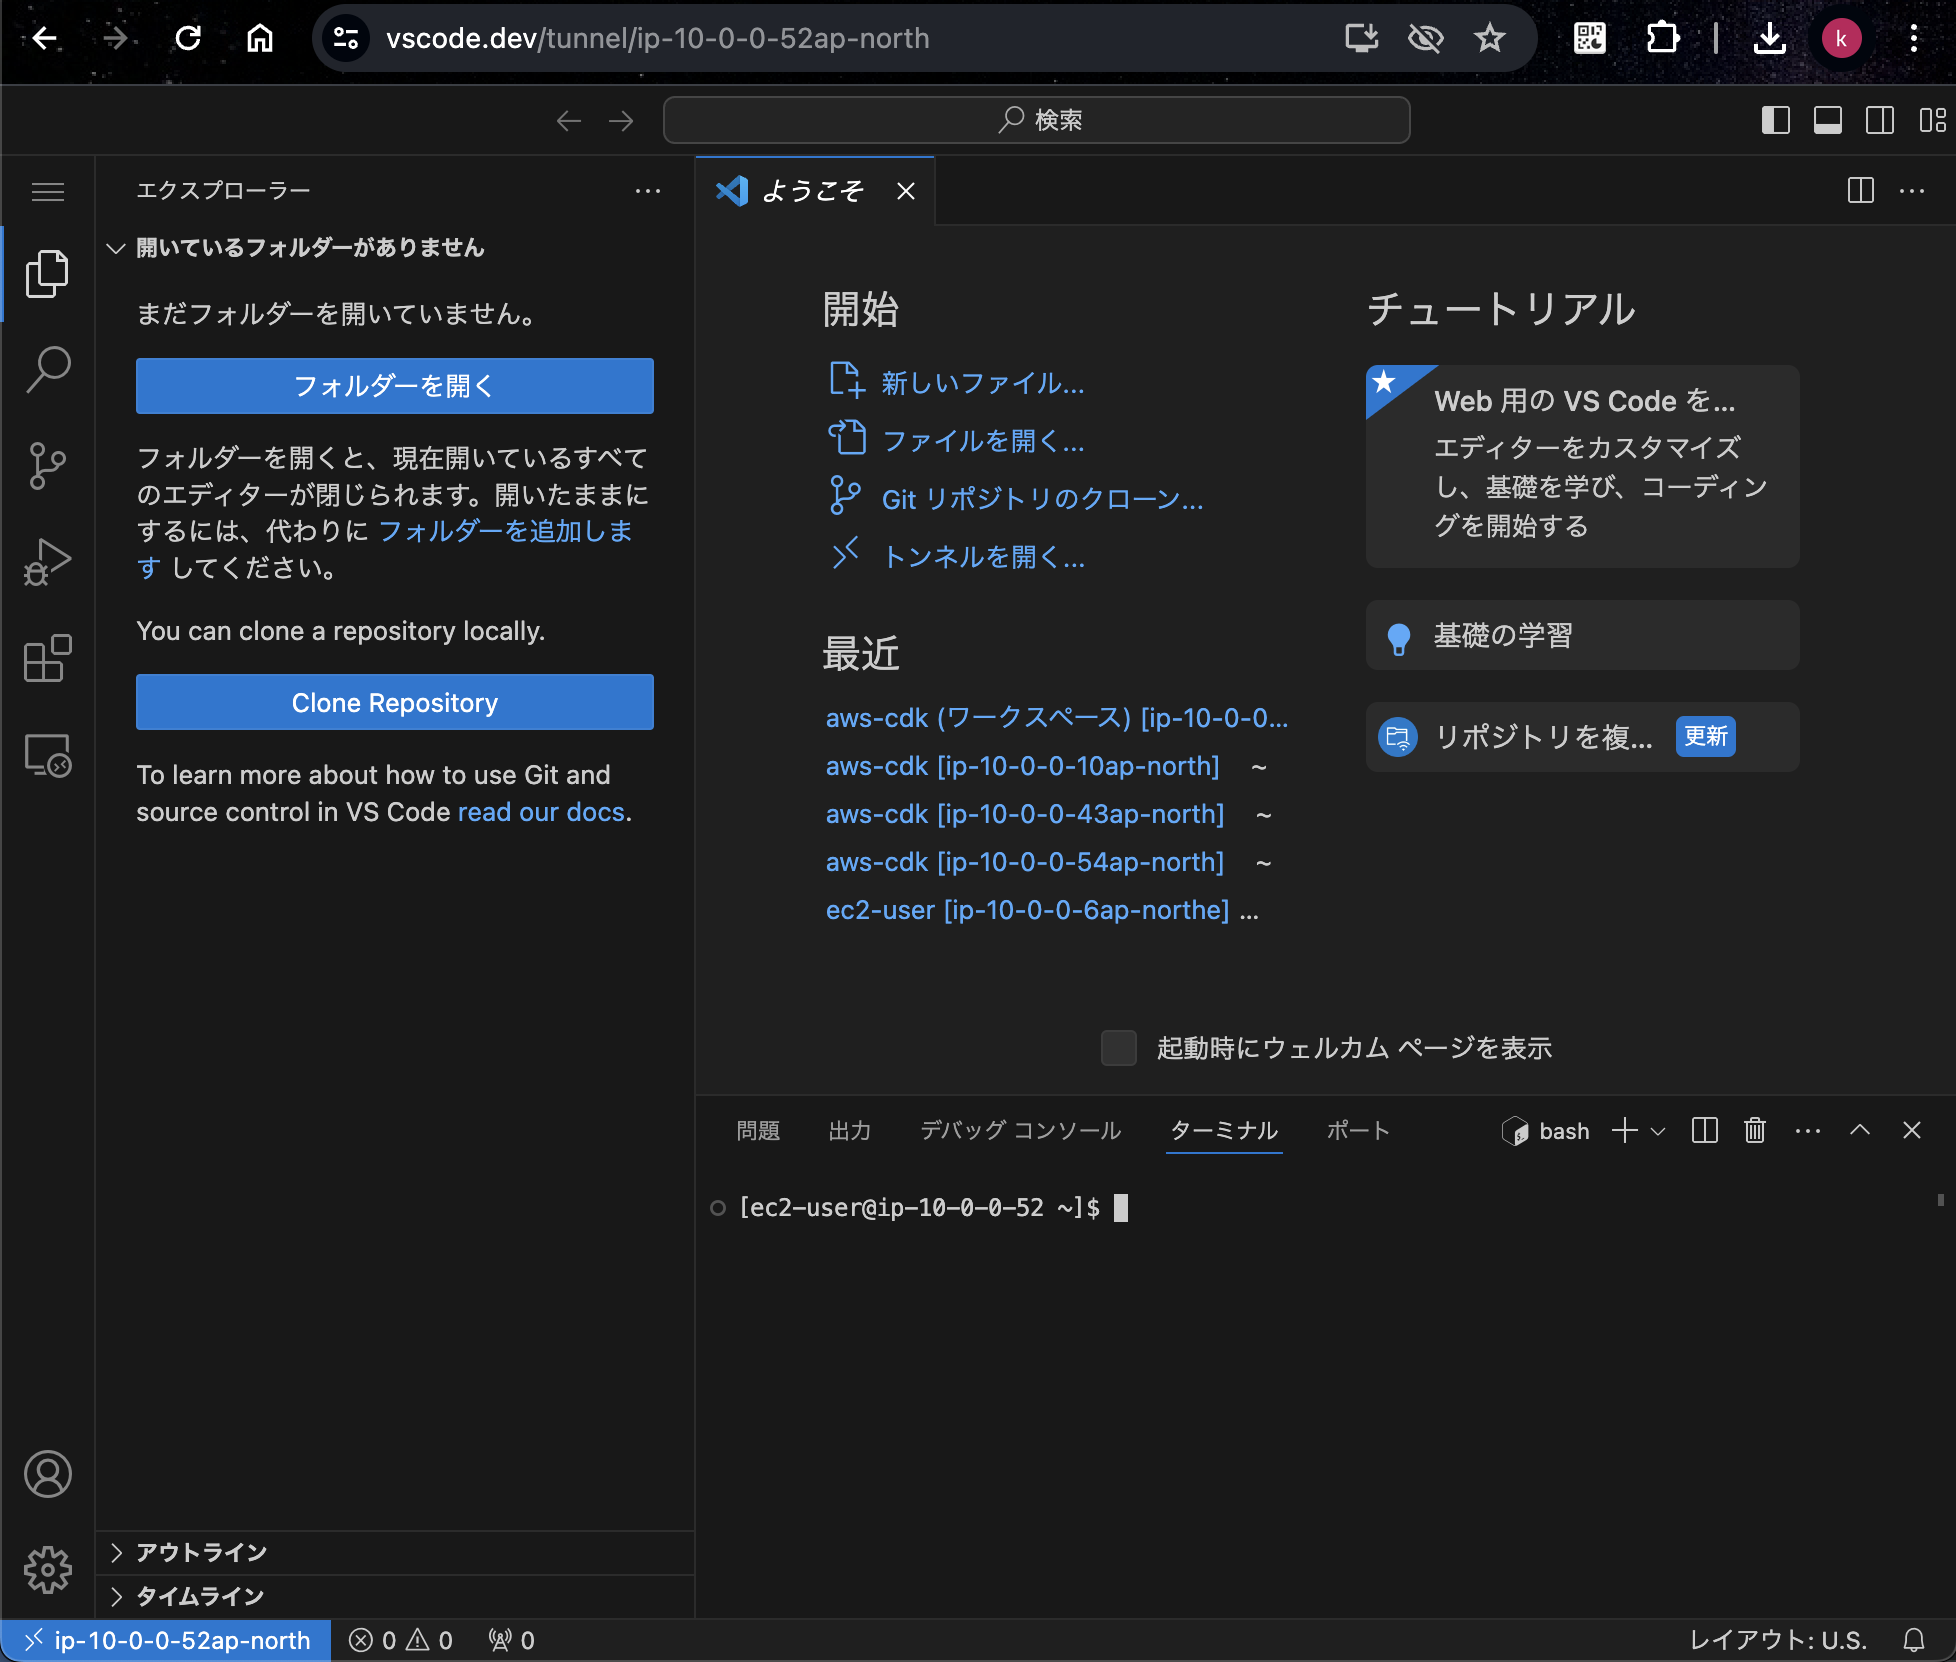 vscode.dev/tunnel/ip-10-0-0-52ap-north
k
検索
エクスプローラー
ようこそ
開いているフォルダーがありません
まだフォルダーを開いていません。
フォルダーを開く
フォルダーを開くと、現在開いているすべて
のエディターが閉じられます。開いたままに
するには、代わりに フォルダーを追加しま
す してください。
You can clone a repository locally.
Clone Repository
To learn more about how to use Git and
source control in VS Code read our docs.
開始
新しいファイル...
ファイルを開く...
Git リポジトリのクローン...
トンネルを開く...
最近
aws-cdk (ワークスペース) [ip-10-0-0...
aws-cdk [ip-10-0-0-10ap-north] ~
aws-cdk [ip-10-0-0-43ap-north] ~
aws-cdk [ip-10-0-0-54ap-north] ~
ec2-user [ip-10-0-0-6ap-northe] ...
チュートリアル
Web 用の VS Code を...
エディターをカスタマイズ
し、基礎を学び、コーディン
グを開始する
基礎の学習
リポジトリを複... 更新
起動時にウェルカム ページを表示
問題 出力 デバッグ コンソール ターミナル ポート bash
[ec2-user@ip-10-0-0-52 ~]$
アウトライン
タイムライン
ip-10-0-0-52ap-north 0 0 0 レイアウト: U.S.